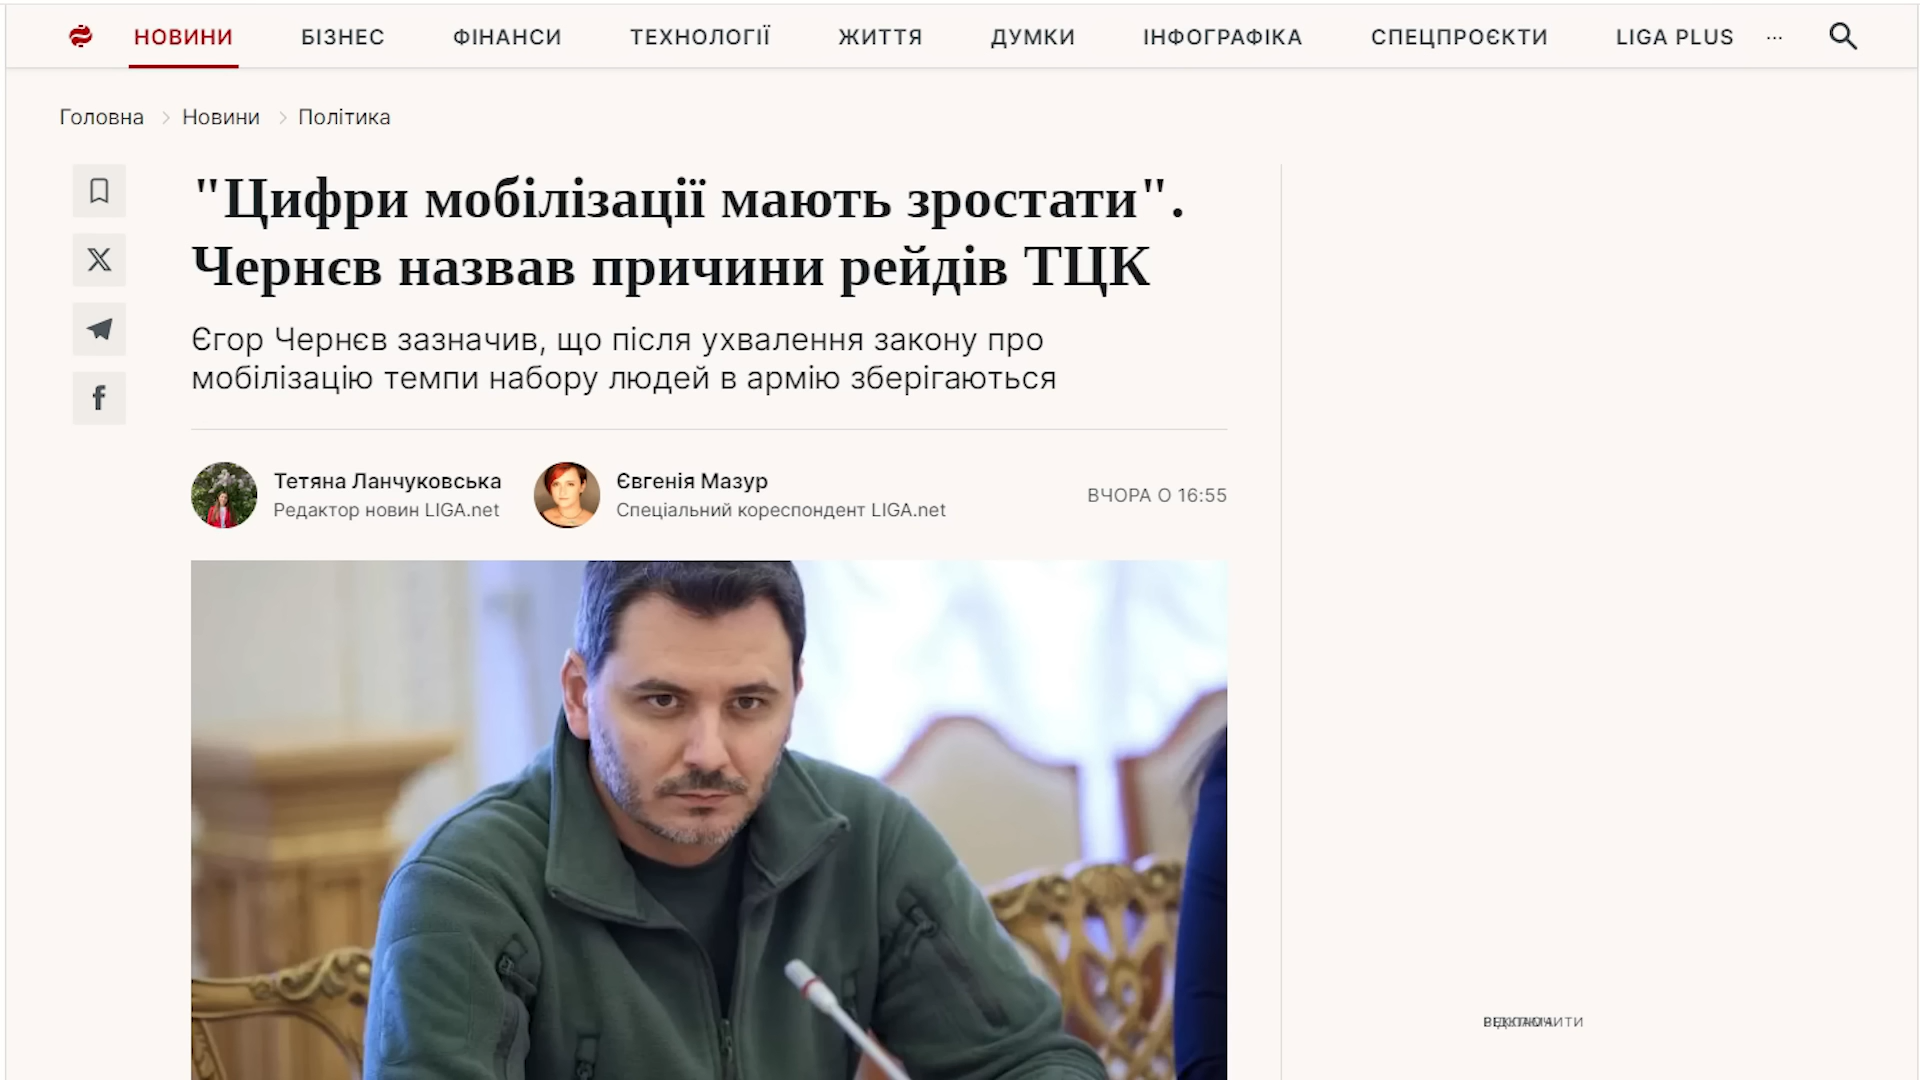 НОВИНИ БІЗНЕС ФІНАНСИ ТЕХНОЛОГІЇ ЖИТТЯ ДУМКИ ІНФОГРАФІКА СПЕЦПРОЄКТИ LIGA PLUS ...
Головна Новини Політика
"Цифри мобілізації мають зростати".
Чернєв назвав причини рейдів ТЦК
Єгор Чернєв зазначив, що після ухвалення закону про
мобілізацію темпи набору людей в армію зберігаються
Тетяна Ланчуковська
Редактор новин LIGA.net
Євгенія Мазур
Спеціальний кореспондент LIGA.net
ВЧОРА О 16:55